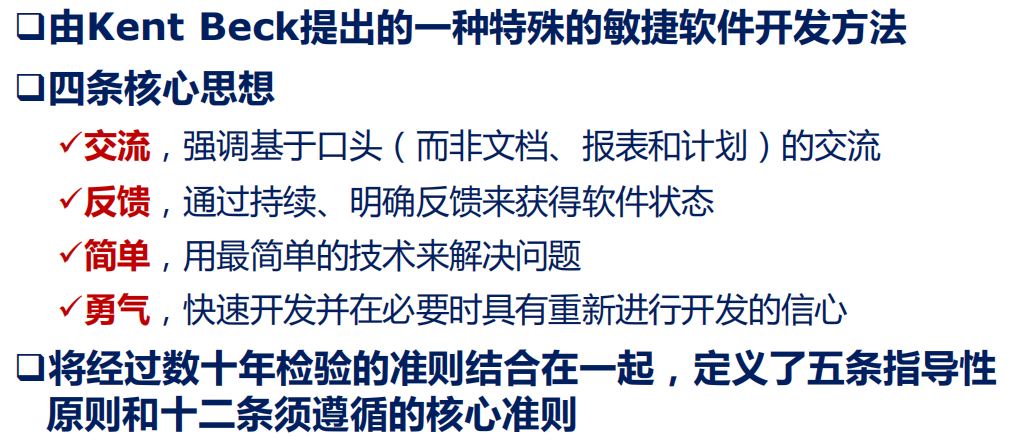 ❑由Kent Beck提出的一种特殊的敏捷软件开发方法
❑四条核心思想
✓交流，强调基于口头（而非文档、报表和计划）的交流
✓反馈，通过持续、明确反馈来获得软件状态
✓简单，用最简单的技术来解决问题
✓勇气，快速开发并在必要时具有重新进行开发的信心
❑将经过数十年检验的准则结合在一起，定义了五条指导性
原则和十二条须遵循的核心准则